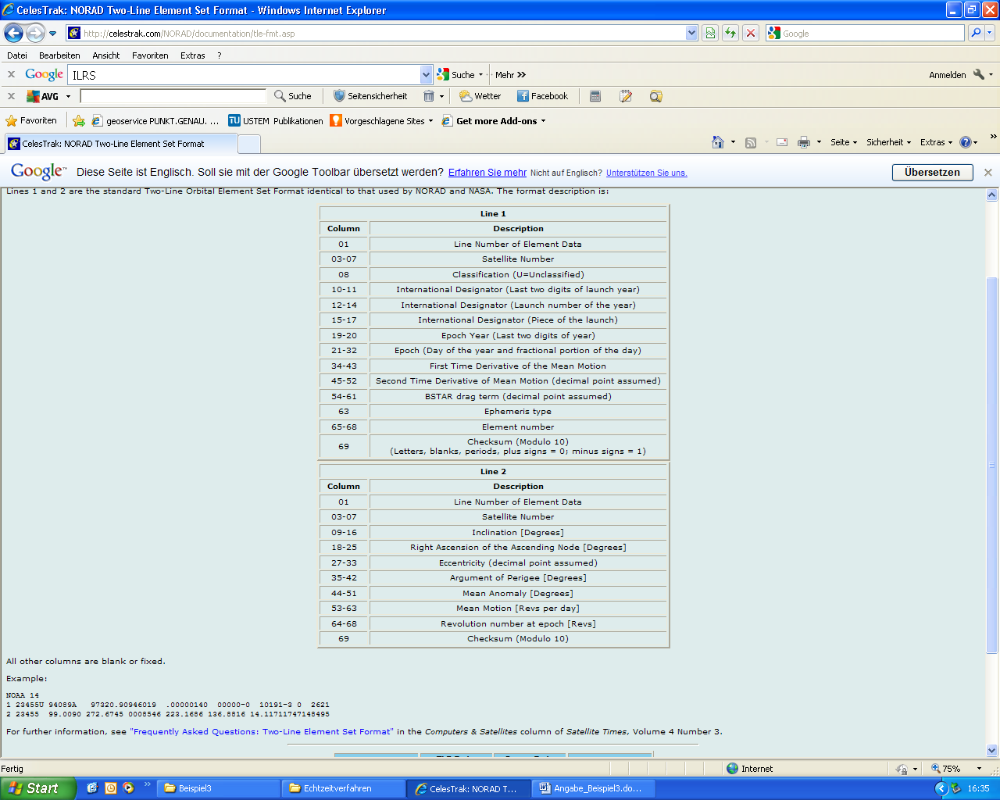 CelesTrak: NORAD Two-Line Element Set Format - Windows Internet Explorer
http://celestrak.com/NORAD/documentation/tle-fmt.asp
Google
Datei Bearbeiten Ansicht Favoriten Extras ?
x Google ILRS Suche Mehr >> Anmelden
x AVG Suche Seitensicherheit Wetter Facebook
Favoriten geoservice PUNKT.GENAU. ... TU USTEM Publikationen Vorgeschlagene Sites Get more Add-ons
CelesTrak: NORAD Two-Line Element Set Format Seite Sicherheit Extras >>
Google™ Diese Seite ist Englisch. Soll sie mit der Google Toolbar übersetzt werden? Erfahren Sie mehr Nicht auf Englisch? Unterstützen Sie uns. Übersetzen
Lines 1 and 2 are the standard Two-Line Orbital Element Set Format identical to that used by NORAD and NASA. The format description is:
Line 1
Column Description
01 Line Number of Element Data
03-07 Satellite Number
08 Classification (U=Unclassified)
10-11 International Designator (Last two digits of launch year)
12-14 International Designator (Launch number of the year)
15-17 International Designator (Piece of the launch)
19-20 Epoch Year (Last two digits of year)
21-32 Epoch (Day of the year and fractional portion of the day)
34-43 First Time Derivative of the Mean Motion
45-52 Second Time Derivative of Mean Motion (decimal point assumed)
54-61 BSTAR drag term (decimal point assumed)
63 Ephemeris type
65-68 Element number
69 Checksum (Modulo 10)
(Letters, blanks, periods, plus signs = 0; minus signs = 1)
Line 2
Column Description
01 Line Number of Element Data
03-07 Satellite Number
09-16 Inclination [Degrees]
18-25 Right Ascension of the Ascending Node [Degrees]
27-33 Eccentricity (decimal point assumed)
35-42 Argument of Perigee [Degrees]
44-51 Mean Anomaly [Degrees]
53-63 Mean Motion [Revs per day]
64-68 Revolution number at epoch [Revs]
69 Checksum (Modulo 10)
All other columns are blank or fixed.
Example:
NOAA 14
1 23455U 94089A   97320.90946019  .00000140  00000-0  10191-3 0  2621
2 23455  99.0090 272.6745 0008546 223.1686 136.8816 14.11711747148495
For further information, see "Frequently Asked Questions: Two-Line Element Set Format" in the Computers & Satellites column of Satellite Times, Volume 4 Number 3.
Fertig Internet 75%
Start >> Beispiel3 Echtzeitverfahren CelesTrak: NORAD T... Angabe_Beispiel3.do... 16:35